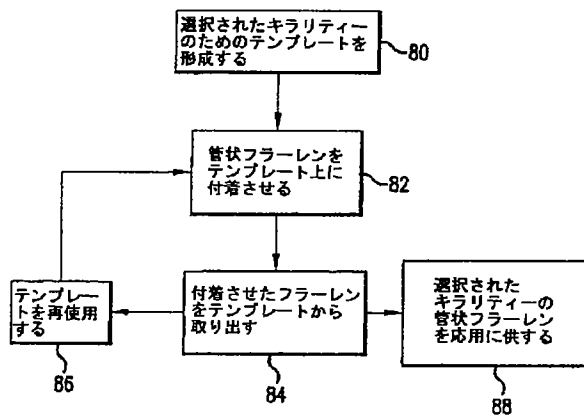 選択されたキラリティー
のためのテンプレートを
形成する
80
管状フラーレンを
テンプレート上に
付着させる
82
付着させたフラーレン
をテンプレートから
取り出す
84
テンプレー
トを再使用
する
86
選択された
キラリティーの
管状フラーレン
を応用に供する
88